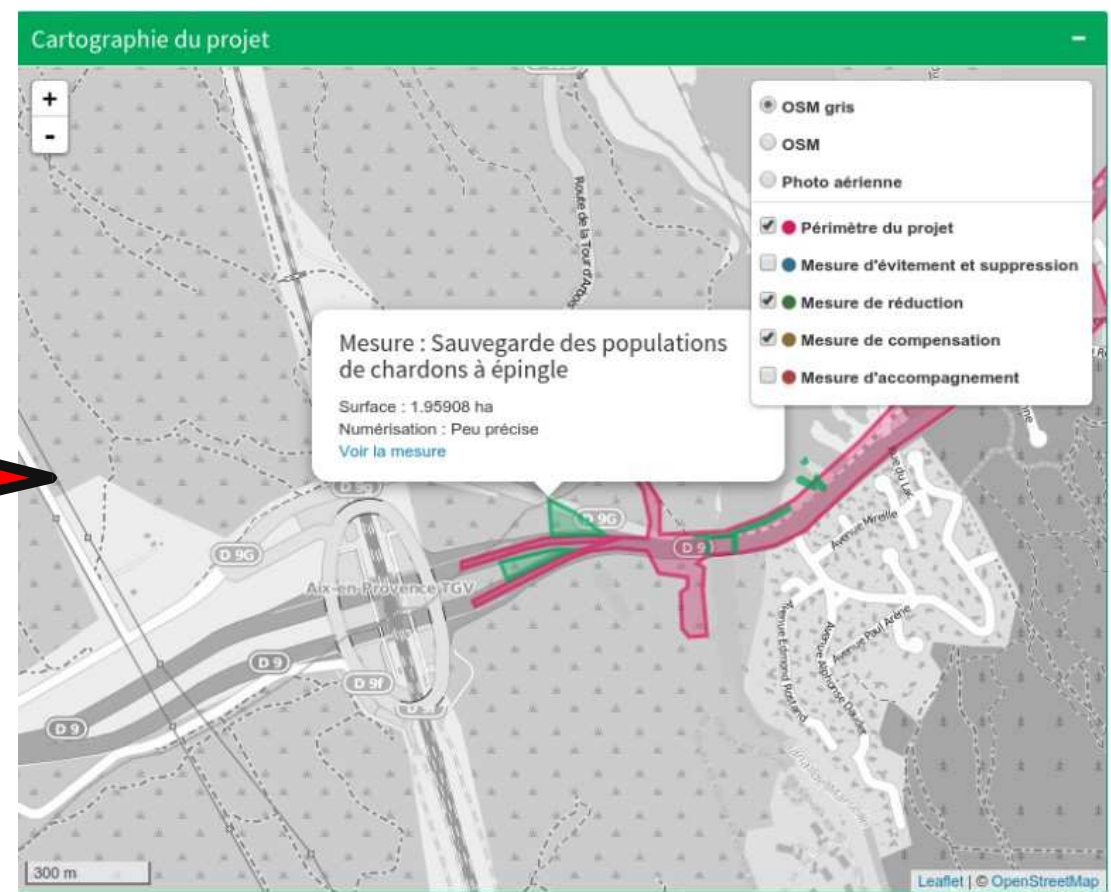 Cartographie du projet
−
+
-
OSM gris
OSM
Photo aérienne
Périmètre du projet
Mesure d'évitement et suppression
Mesure de réduction
Mesure de compensation
Mesure d'accompagnement
Route de la Tour d'Arbois
Mesure : Sauvegarde des populations
de chardons à épingle
Surface : 1.95908 ha
Numérisation : Peu précise
Voir la mesure
D 9G
D 9G
D 9
Aix-en-Provence TGV
D 9
D 9f
D 9
Rue du Lac
Avenue Mireille
Avenue Paul Arène
Avenue Edmond Rostand
Avenue Alphonse Daudet
300 m
Leaflet | © OpenStreetMap